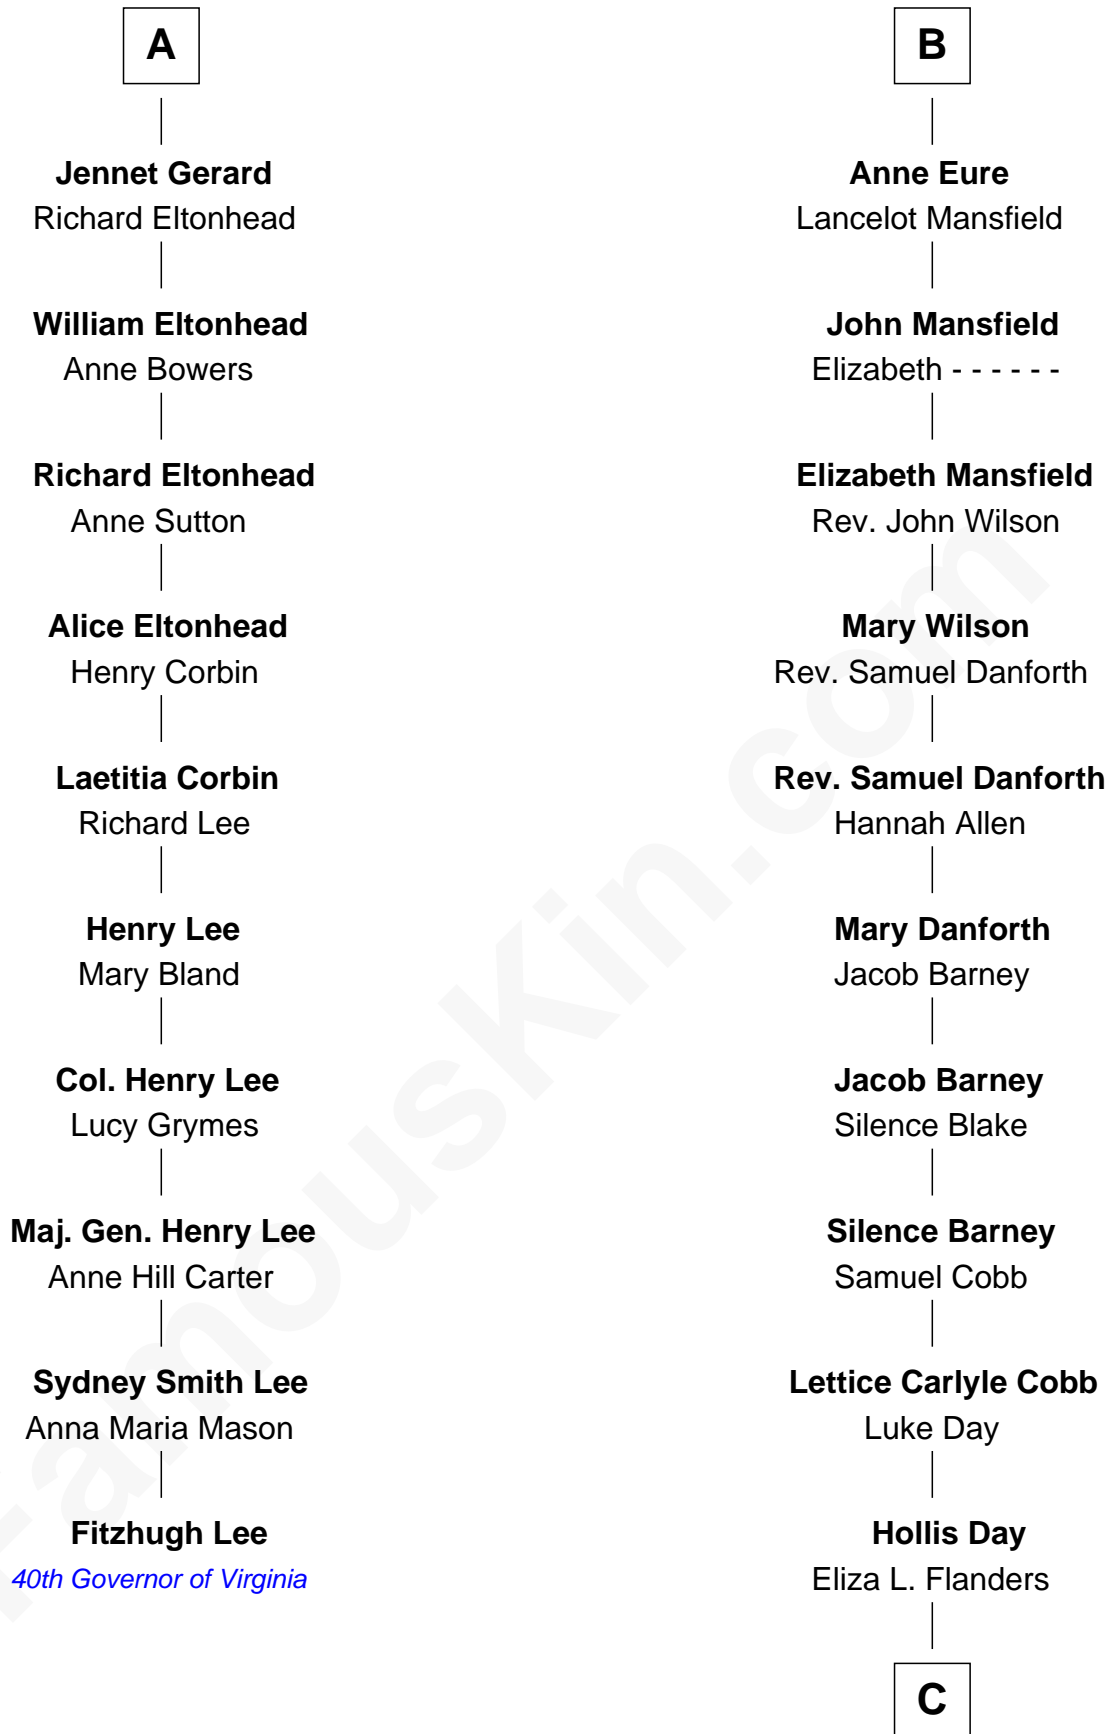 A
Jennet Gerard
Richard Eltonhead
William Eltonhead
Anne Bowers
Richard Eltonhead
Anne Sutton
Alice Eltonhead
Henry Corbin
Laetitia Corbin
Richard Lee
Henry Lee
Mary Bland
Col. Henry Lee
Lucy Grymes
Maj. Gen. Henry Lee
Anne Hill Carter
Sydney Smith Lee
Anna Maria Mason
Fitzhugh Lee
40th Governor of Virginia
B
Anne Eure
Lancelot Mansfield
John Mansfield
Elizabeth - - - - - -
Elizabeth Mansfield
Rev. John Wilson
Mary Wilson
Rev. Samuel Danforth
Rev. Samuel Danforth
Hannah Allen
Mary Danforth
Jacob Barney
Jacob Barney
Silence Blake
Silence Barney
Samuel Cobb
Lettice Carlyle Cobb
Luke Day
Hollis Day
Eliza L. Flanders
C
FamousKin.com